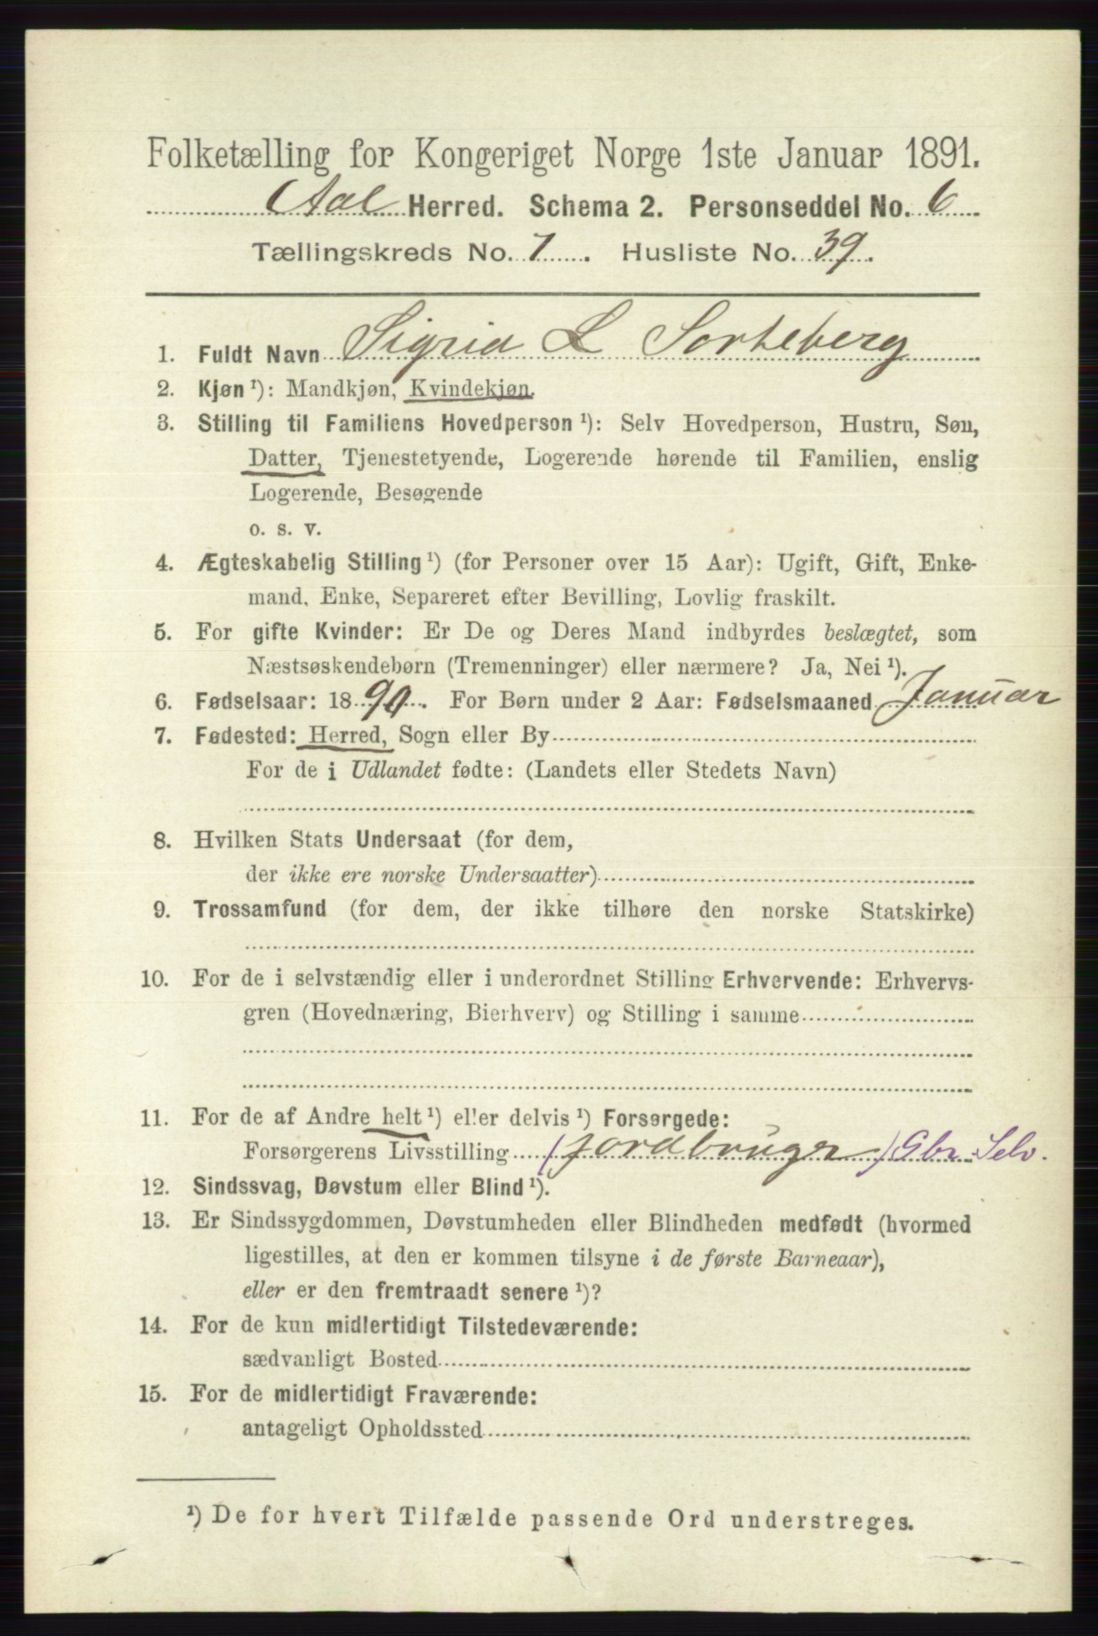 Folketælling for Kongeriget Norge 1ste Januar 1891.
Aal Herred. Schema 2. Personseddel No. 6
Tællingskreds No. 7. Husliste No. 39.
1. Fuldt Navn Sigrid L Sorteberg
2. Kjøn ¹): Mandkjøn, Kvindekjøn.
3. Stilling til Familiens Hovedperson ¹): Selv Hovedperson, Hustru, Søn,
Datter, Tjenestetyende, Logerende hørende til Familien, enslig
Logerende, Besøgende
o. s. v.
4. Ægteskabelig Stilling ¹) (for Personer over 15 Aar): Ugift, Gift, Enke-
mand, Enke, Separeret efter Bevilling, Lovlig fraskilt.
5. For gifte Kvinder: Er De og Deres Mand indbyrdes beslægtet, som
Næstsøskendebørn (Tremenninger) eller nærmere? Ja, Nei ¹).
6. Fødselsaar: 1890. For Børn under 2 Aar: Fødselsmaaned Januar
7. Fødested: Herred, Sogn eller By
For de i Udlandet fødte: (Landets eller Stedets Navn)
8. Hvilken Stats Undersaat (for dem,
der ikke ere norske Undersaatter)
9. Trossamfund (for dem, der ikke tilhøre den norske Statskirke)
10. For de i selvstændig eller i underordnet Stilling Erhvervende: Erhvervs-
gren (Hovednæring, Bierhverv) og Stilling i samme
11. For de af Andre helt ¹) eller delvis ¹) Forsørgede:
Forsørgerens Livsstilling (jordbruger) Gbr. Selv.
12. Sindssvag, Døvstum eller Blind ¹).
13. Er Sindssygdommen, Døvstumheden eller Blindheden medfødt (hvormed
ligestilles, at den er kommen tilsyne i de første Barneaar),
eller er den fremtraadt senere ¹)?
14. For de kun midlertidigt Tilstedeværende:
sædvanligt Bosted
15. For de midlertidigt Fraværende:
antageligt Opholdssted
¹) De for hvert Tilfælde passende Ord understreges.